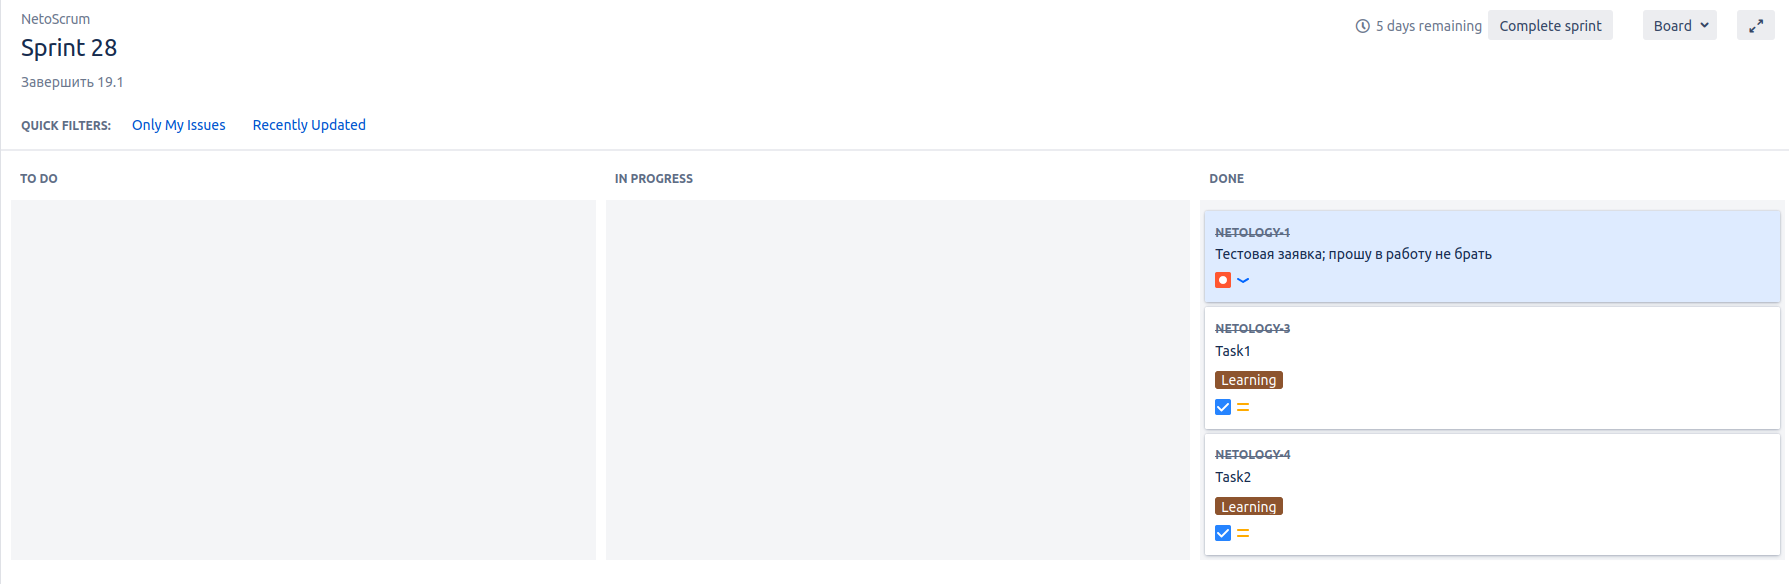 NetoScrum
Sprint 28
Завершить 19.1
5 days remaining
Complete sprint
Board
QUICK FILTERS:
Only My Issues
Recently Updated
TO DO
IN PROGRESS
DONE
NETOLOGY-1
Тестовая заявка; прошу в работу не брать
NETOLOGY-3
Task1
Learning
NETOLOGY-4
Task2
Learning